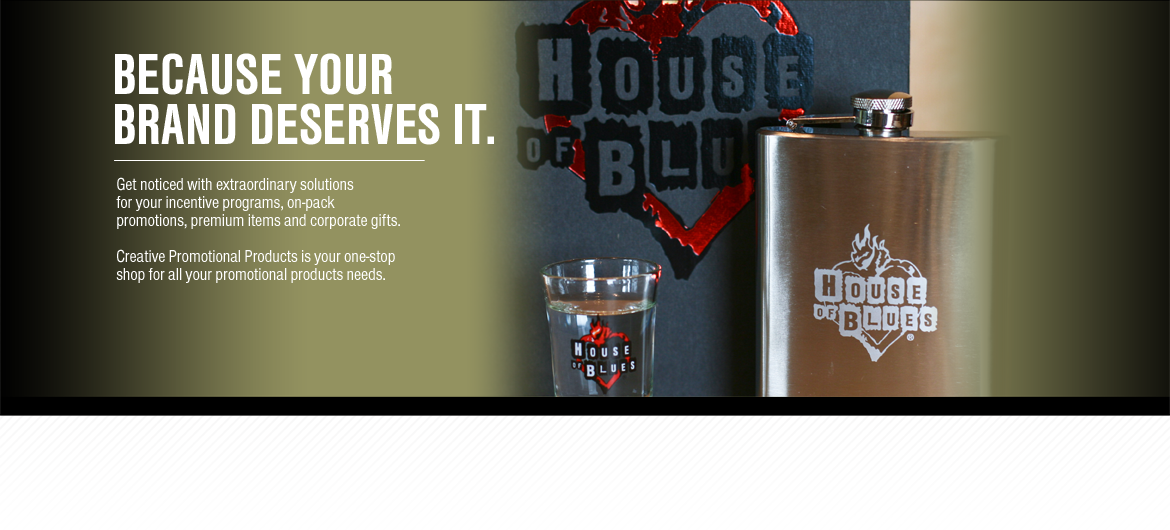 BECAUSE YOUR
BRAND DESERVES IT.
Get noticed with extraordinary solutions
for your incentive programs, on-pack
promotions, premium items and corporate gifts.
Creative Promotional Products is your one-stop
shop for all your promotional products needs.
HOUSE
OF BLU
HOUSE
OF BLUES
HOUSE
OF BLUES
®